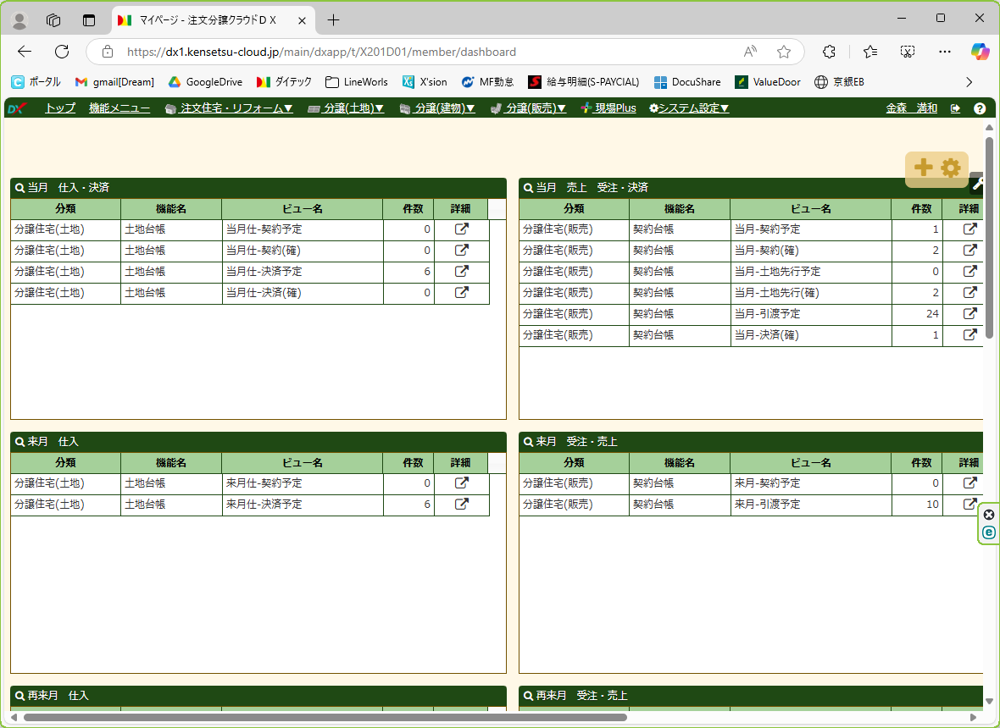 マイページ - 注文分譲クラウドＤＸ
https://dx1.kensetsu-cloud.jp/main/dxapp/t/X201D01/member/dashboard
ポータル gmail[Dream] GoogleDrive ダイテック LineWorls X'sion MF勤怠 給与明細(S-PAYCIAL) DocuShare ValueDoor 京銀EB
DX トップ 機能メニュー 注文住宅・リフォーム▼ 分譲(土地)▼ 分譲(建物)▼ 分譲(販売)▼ 現場Plus システム設定▼ 金森　満和
当月　仕入・決済
分類 機能名 ビュー名 件数 詳細
分譲住宅(土地) 土地台帳 当月仕-契約予定 0
分譲住宅(土地) 土地台帳 当月仕-契約(確) 0
分譲住宅(土地) 土地台帳 当月仕-決済予定 6
分譲住宅(土地) 土地台帳 当月仕-決済(確) 0
当月　売上　受注・決済
分類 機能名 ビュー名 件数 詳細
分譲住宅(販売) 契約台帳 当月-契約予定 1
分譲住宅(販売) 契約台帳 当月-契約(確) 2
分譲住宅(販売) 契約台帳 当月-土地先行予定 0
分譲住宅(販売) 契約台帳 当月-土地先行(確) 2
分譲住宅(販売) 契約台帳 当月-引渡予定 24
分譲住宅(販売) 契約台帳 当月-決済(確) 1
来月　仕入
分類 機能名 ビュー名 件数 詳細
分譲住宅(土地) 土地台帳 来月仕-契約予定 0
分譲住宅(土地) 土地台帳 来月仕-決済予定 6
来月　受注・売上
分類 機能名 ビュー名 件数 詳細
分譲住宅(販売) 契約台帳 来月-契約予定 0
分譲住宅(販売) 契約台帳 来月-引渡予定 10
再来月　仕入
再来月　受注・売上